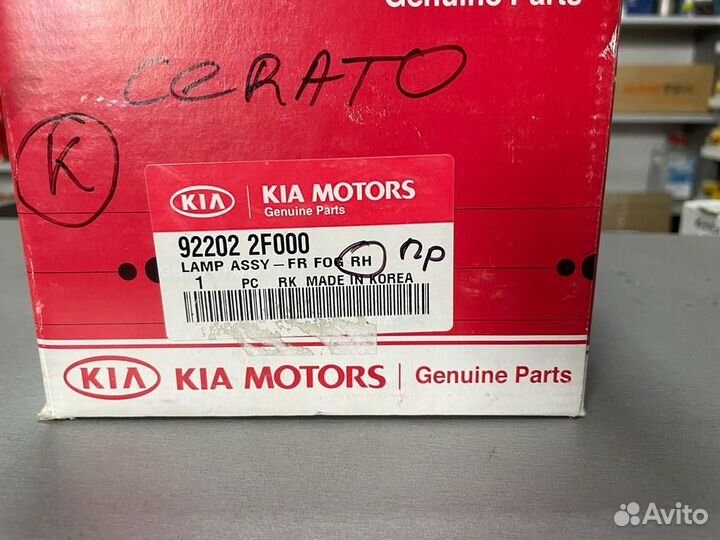 Genuine Parts
CERATO
K
KIA KIA MOTORS
Genuine Parts
92202 2F000
LAMP ASSY-FR FOG RH пр
1 PC RK MADE IN KOREA
KIA KIA MOTORS Genuine Parts
Avito